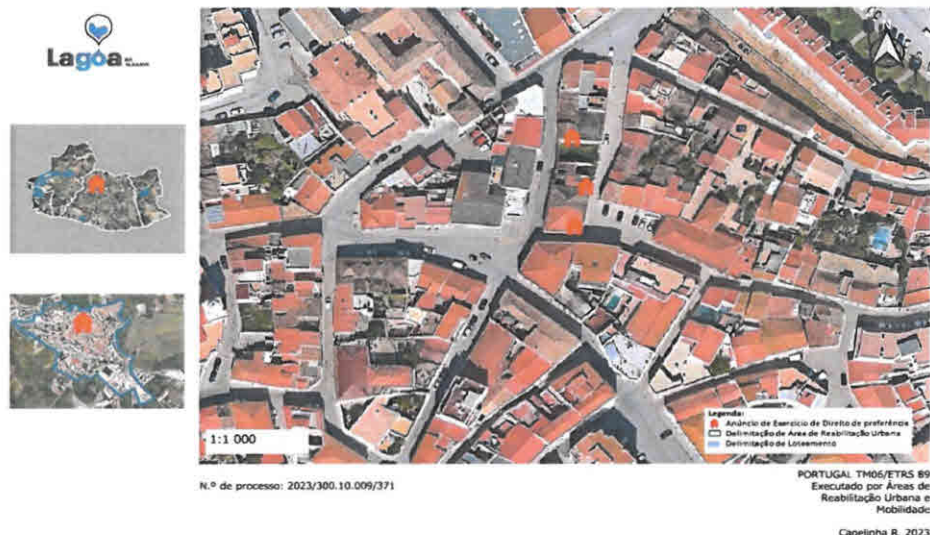 Lagoa
1:1 000
Legenda:
Anúncio de Exercício de Direito de preferência
Delimitação de Área de Reabilitação Urbana
Delimitação de Loteamento
N.º de processo: 2023/300.10.009/371
PORTUGAL TM06/ETRS 89
Executado por Áreas de
Reabilitação Urbana e
Mobilidade
Capelinha R. 2023